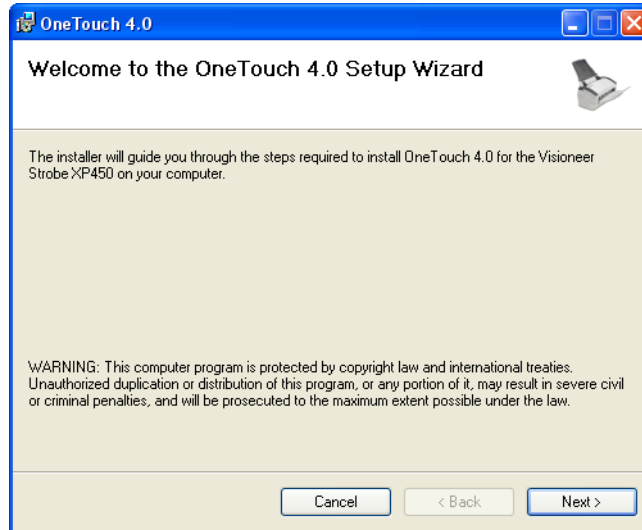 OneTouch 4.0
Welcome to the OneTouch 4.0 Setup Wizard
The installer will guide you through the steps required to install OneTouch 4.0 for the Visioneer
Strobe XP450 on your computer.
WARNING: This computer program is protected by copyright law and international treaties.
Unauthorized duplication or distribution of this program, or any portion of it, may result in severe civil
or criminal penalties, and will be prosecuted to the maximum extent possible under the law.
Cancel < Back Next >